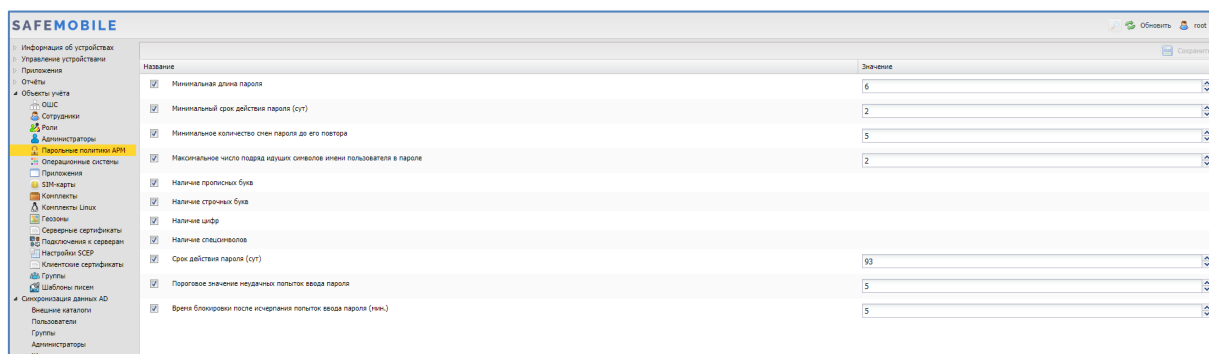 SAFEMOBILE
Обновить root
Информация об устройствах
Управление устройствами
Приложения
Отчёты
Объекты учёта
ОШС
Сотрудники
Роли
Администраторы
Парольные политики АРМ
Операционные системы
Приложения
SIM-карты
Комплекты
Комплекты Linux
Геозоны
Серверные сертификаты
Подключения к серверам
Настройки SCEP
Клиентские сертификаты
Группы
Шаблоны писем
Синхронизация данных AD
Внешние каталоги
Пользователи
Группы
Администраторы
Сохранить
Название Значение
Минимальная длина пароля 6
Минимальный срок действия пароля (сут) 2
Минимальное количество смен пароля до его повтора 5
Максимальное число подряд идущих символов имени пользователя в пароле 2
Наличие прописных букв
Наличие строчных букв
Наличие цифр
Наличие спецсимволов
Срок действия пароля (сут) 93
Пороговое значение неудачных попыток ввода пароля 5
Время блокировки после исчерпания попыток ввода пароля (мин.) 5